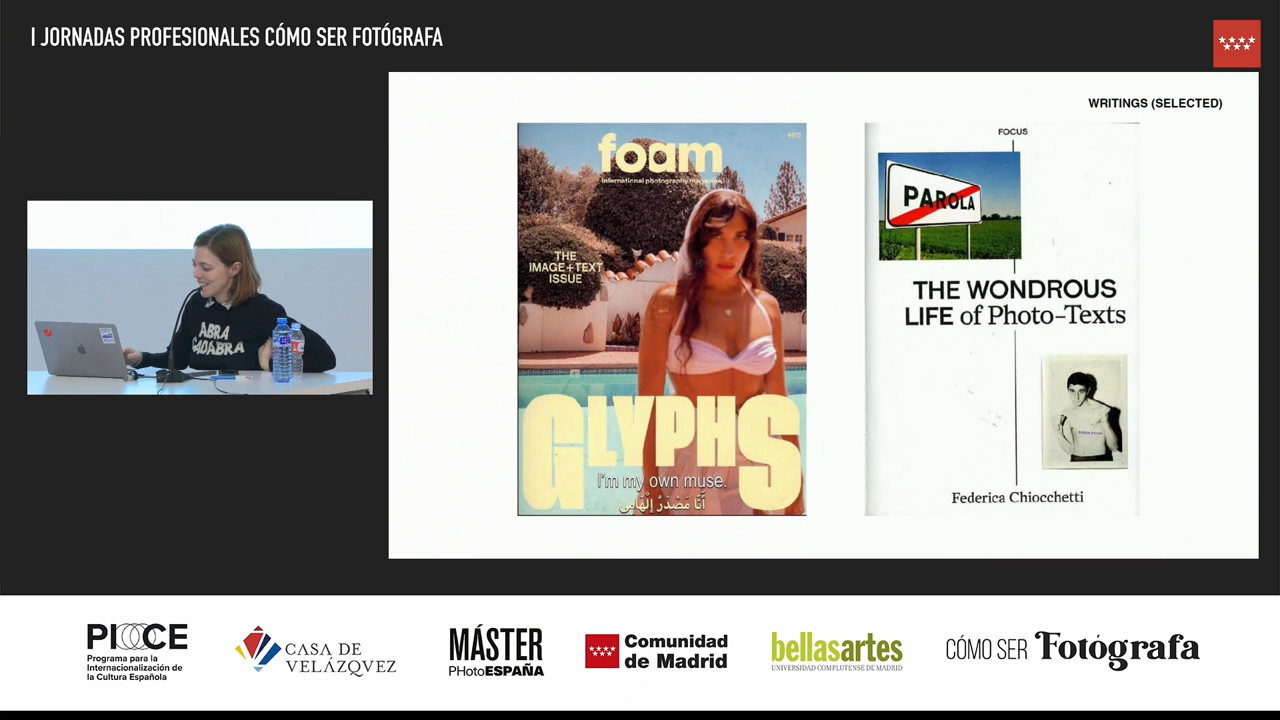 I JORNADAS PROFESIONALES CÓMO SER FOTÓGRAFA
WRITINGS (SELECTED)
foam
international photography magazine
#60
THE
IMAGE+TEXT
ISSUE
GLYPHS
I'm my own muse.
أَنَا مَصْدَرُ إِلْهَامِي
FOCUS
PAROLA
THE WONDROUS
LIFE of Photo-Texts
Federica Chiocchetti
ABRA
CADABRA
PICE
Programa para la
Internacionalización de
la Cultura Española
CASA DE
VELÁZQVEZ
MÁSTER
PHotoESPAÑA
Comunidad
de Madrid
bellasartes
UNIVERSIDAD COMPLUTENSE DE MADRID
CÓMO SER Fotógrafa